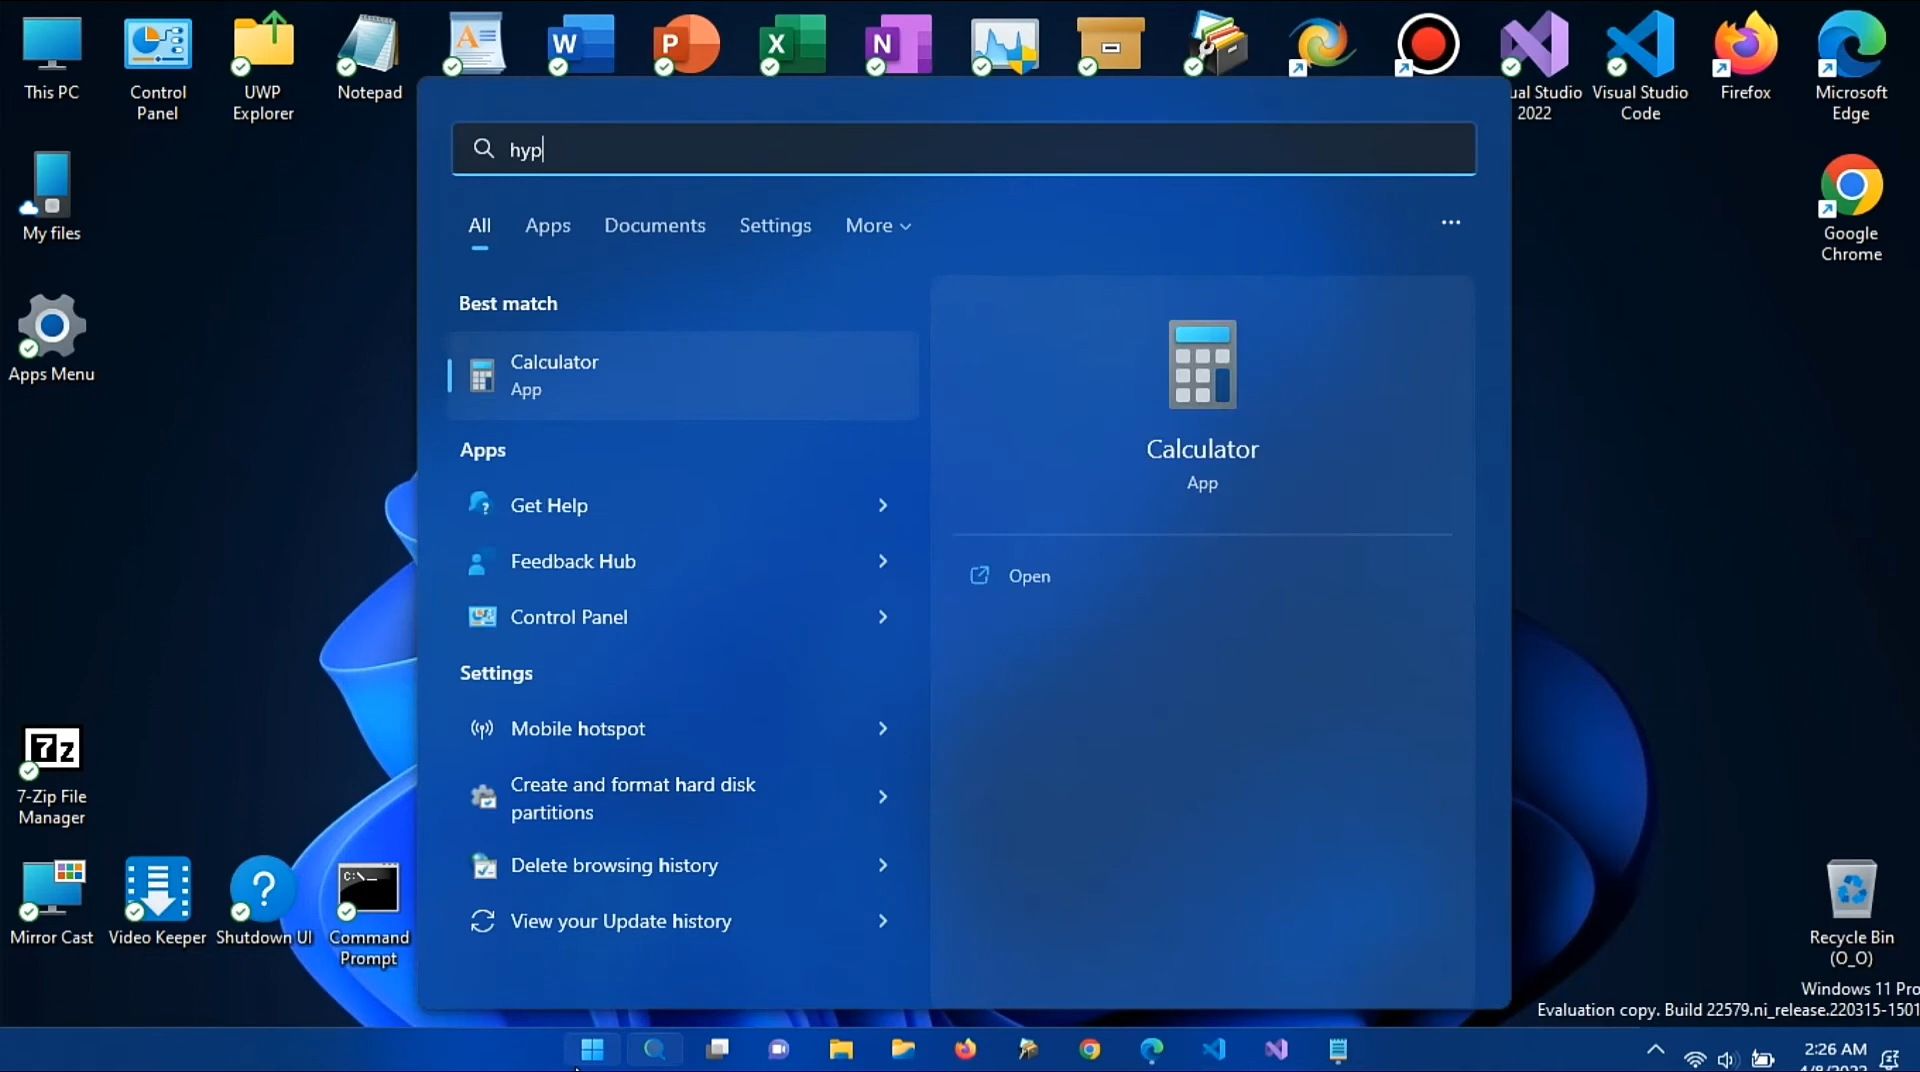 This PC
Control
Panel
UWP
Explorer
Notepad
ual Studio
2022
Visual Studio
Code
Firefox
Microsoft
Edge
hyp
All
Apps
Documents
Settings
More
My files
Google
Chrome
Best match
Calculator
App
Calculator
App
Open
Apps Menu
Apps
Get Help
Feedback Hub
Control Panel
Settings
Mobile hotspot
Create and format hard disk
partitions
Delete browsing history
View your Update history
7z
7-Zip File
Manager
C:\_
Mirror Cast
Video Keeper
Shutdown UI
Command
Prompt
Recycle Bin
(O_O)
Windows 11 Pro
Evaluation copy. Build 22579.ni_release.220315-1501
2:26 AM